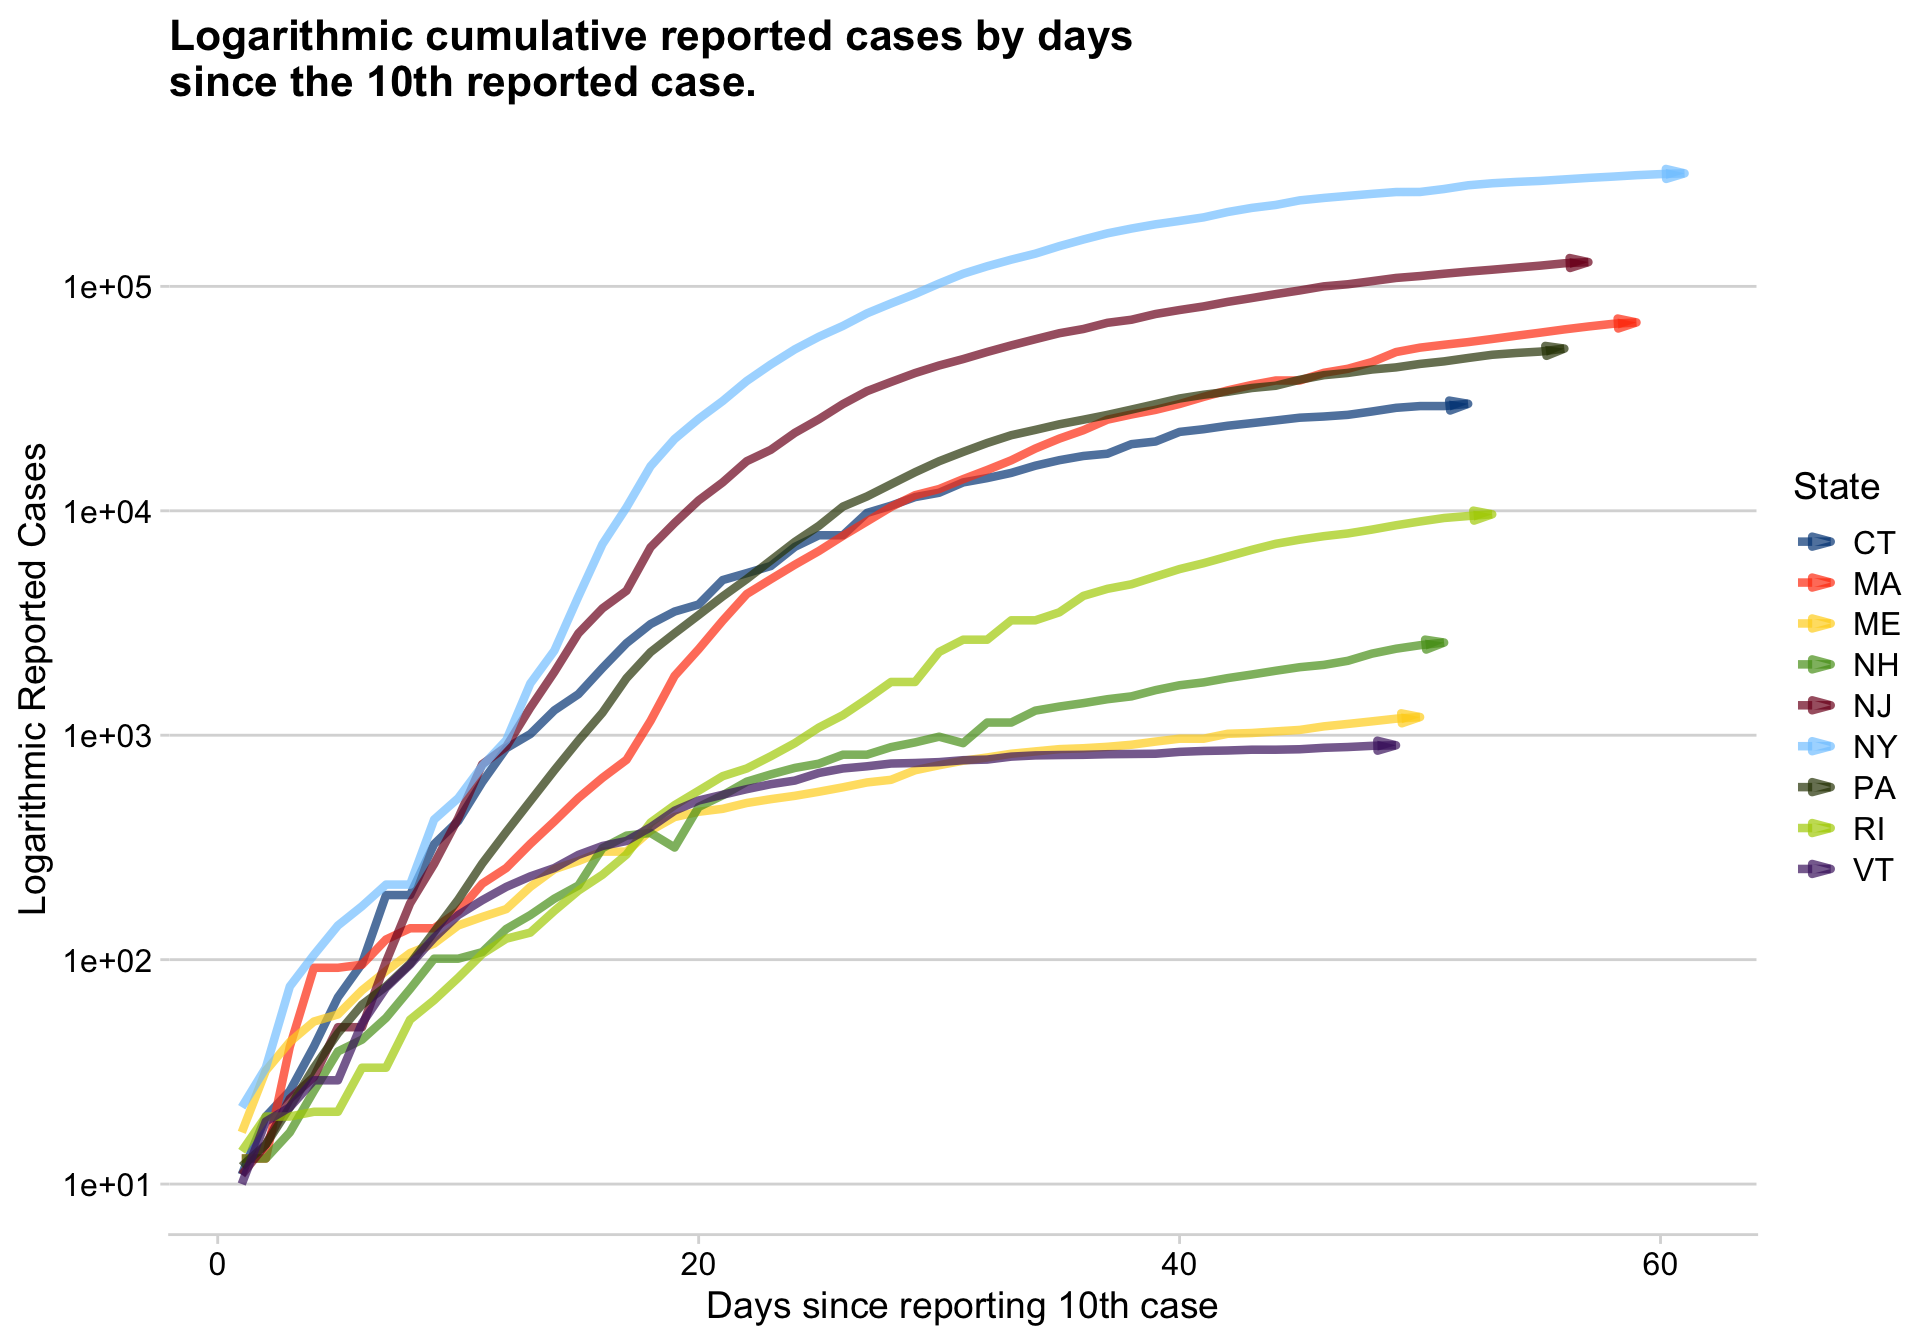 Logarithmic cumulative reported cases by days
since the 10th reported case.
Logarithmic Reported Cases
1e+05
1e+04
1e+03
1e+02
1e+01
0
20
40
60
Days since reporting 10th case
State
CT
MA
ME
NH
NJ
NY
PA
RI
VT